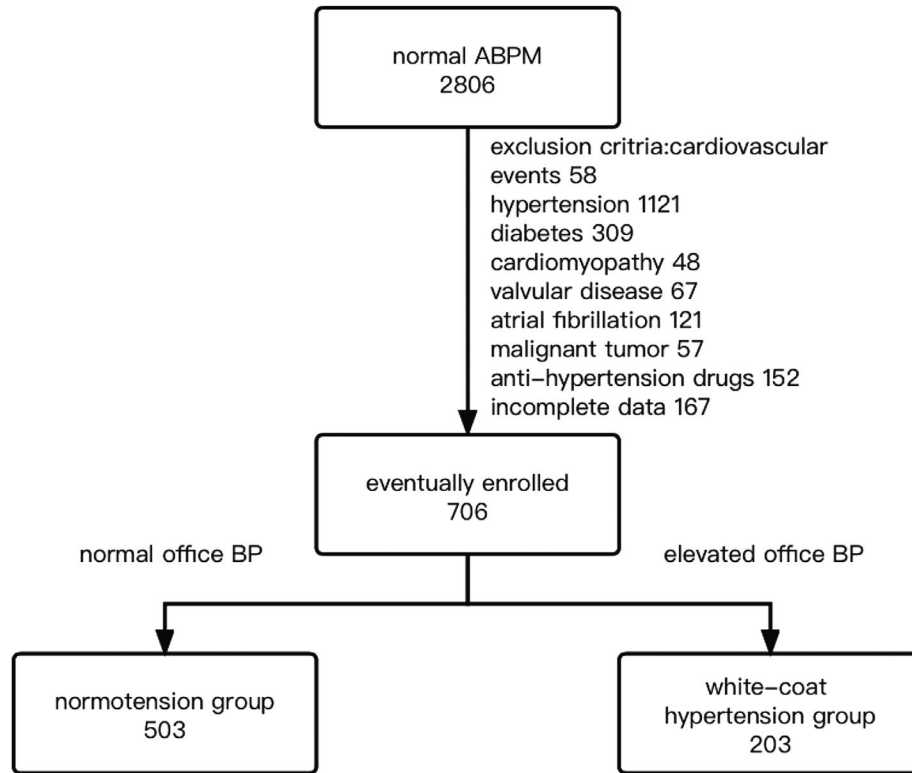 normal ABPM
2806
exclusion critria:cardiovascular
events 58
hypertension 1121
diabetes 309
cardiomyopathy 48
valvular disease 67
atrial fibrillation 121
malignant tumor 57
anti-hypertension drugs 152
incomplete data 167
eventually enrolled
706
normal office BP
elevated office BP
normotension group
503
white-coat
hypertension group
203